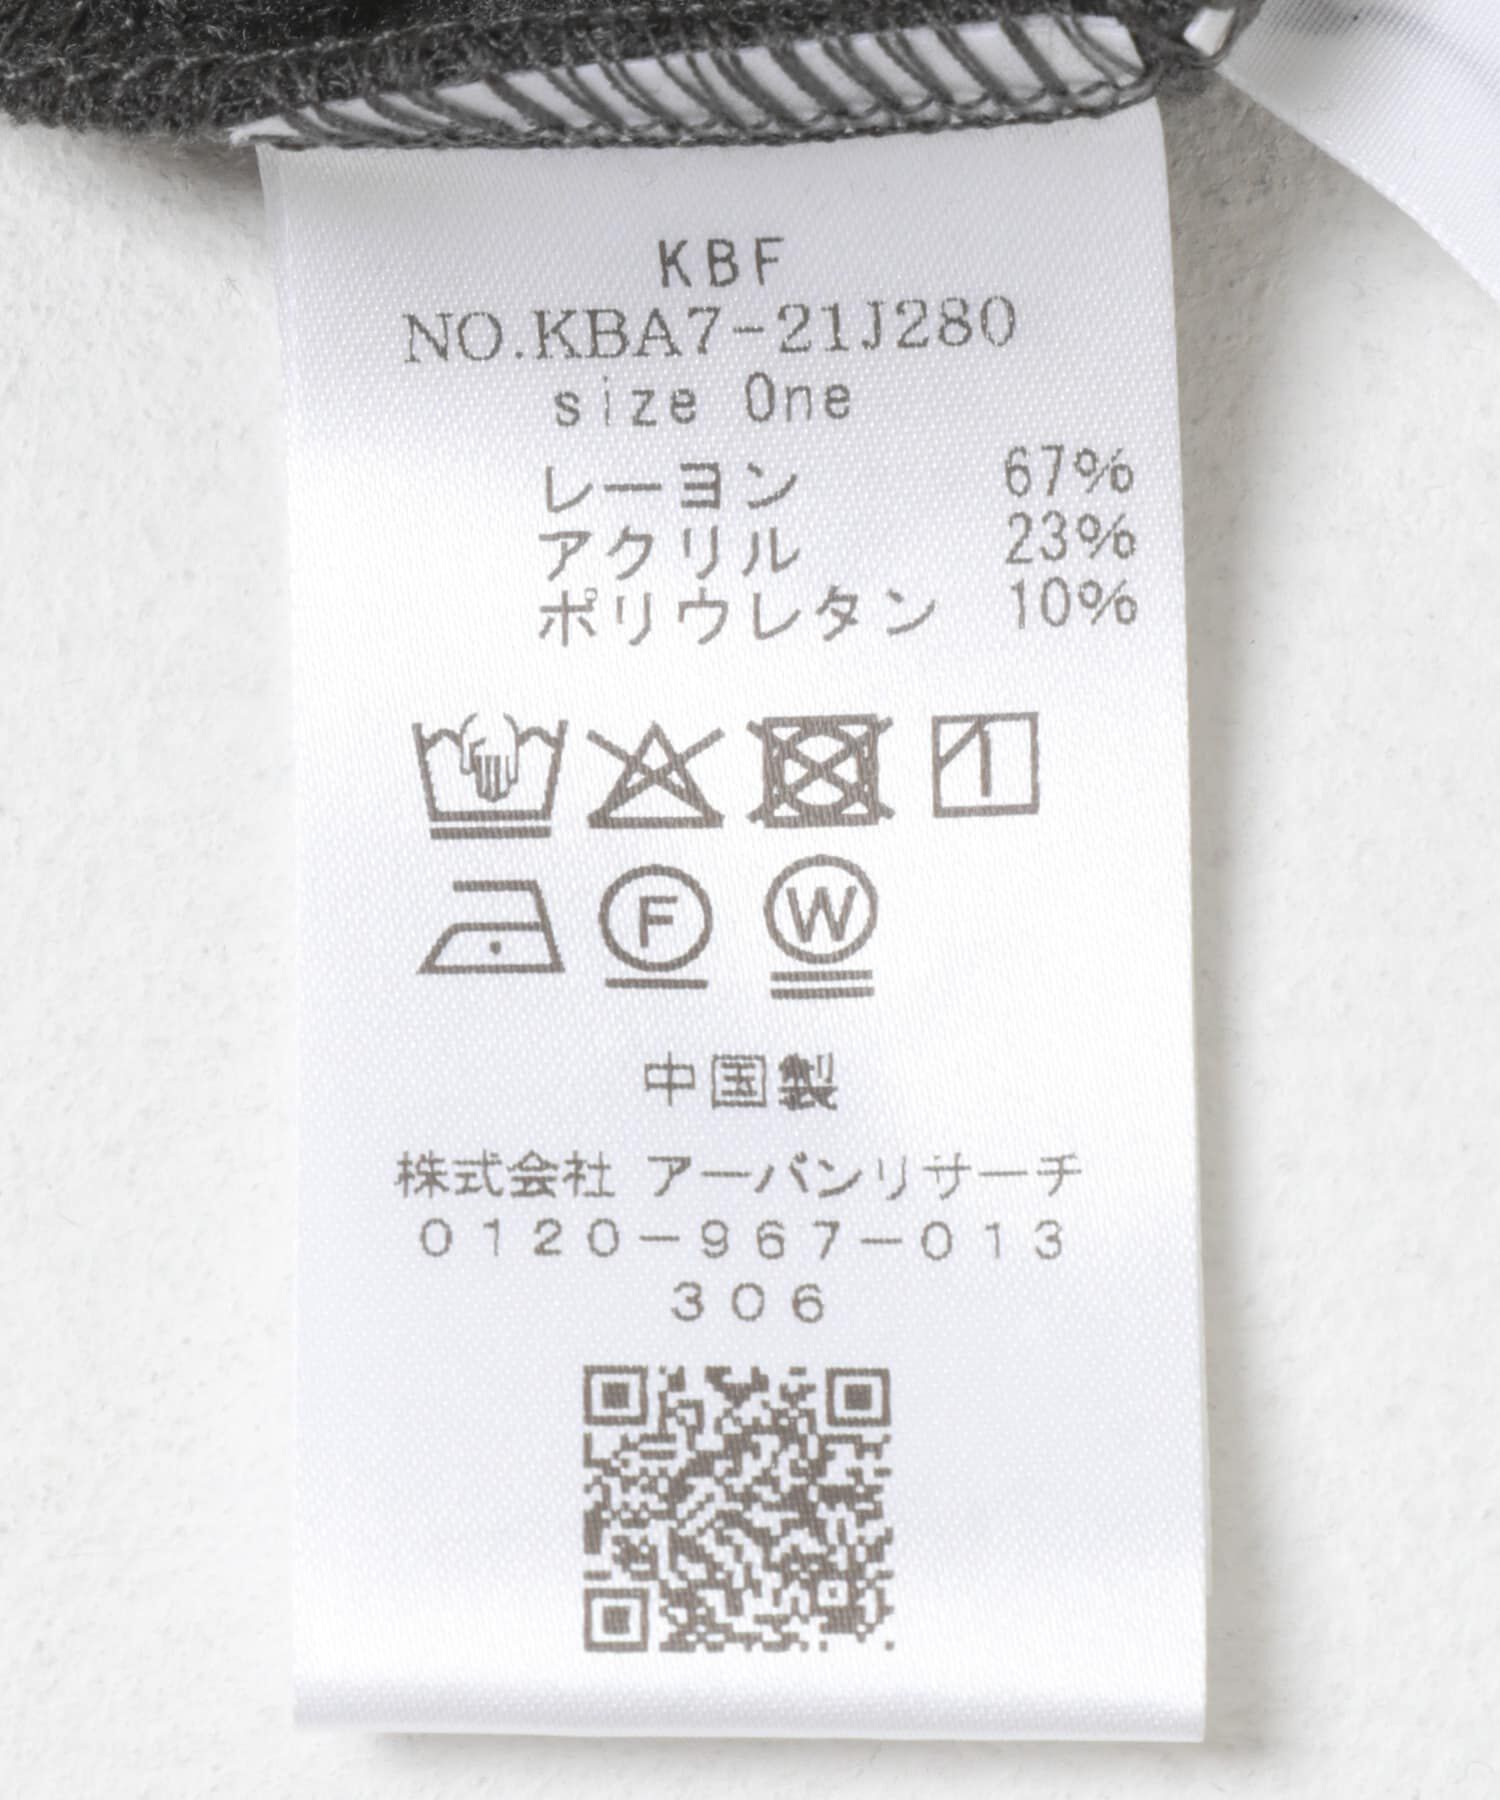 KBF
NO.KBA7-21J280
size One
レーヨン 67%
アクリル 23%
ポリウレタン 10%
F W
中国製
株式会社 アーバンリサーチ
0120-967-013
306